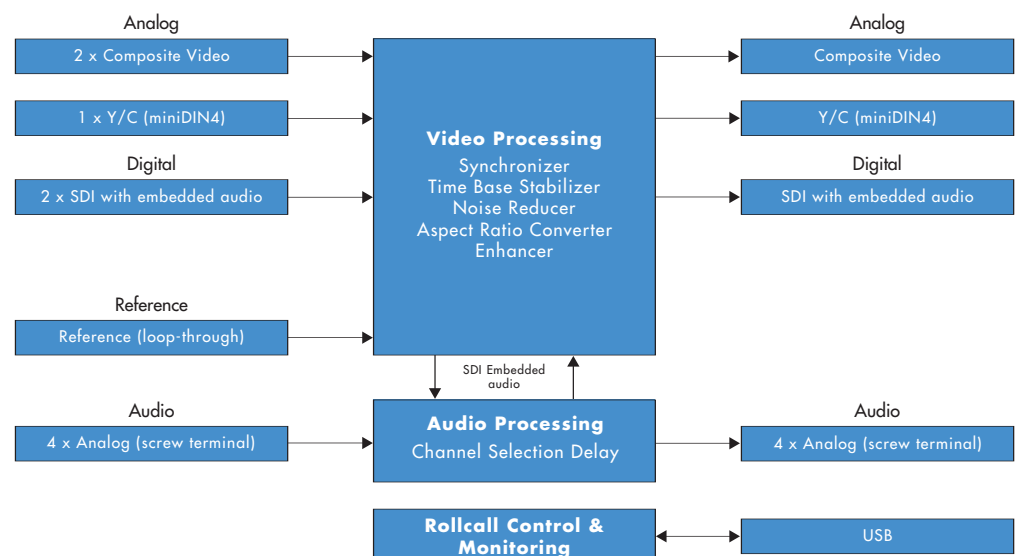 Analog
2 x Composite Video
1 x Y/C (miniDIN4)
Digital
2 x SDI with embedded audio
Reference
Reference (loop-through)
Audio
4 x Analog (screw terminal)
Video Processing
Synchronizer
Time Base Stabilizer
Noise Reducer
Aspect Ratio Converter
Enhancer
SDI Embedded
audio
Audio Processing
Channel Selection Delay
Rollcall Control &
Monitoring
Analog
Composite Video
Y/C (miniDIN4)
Digital
SDI with embedded audio
Audio
4 x Analog (screw terminal)
USB